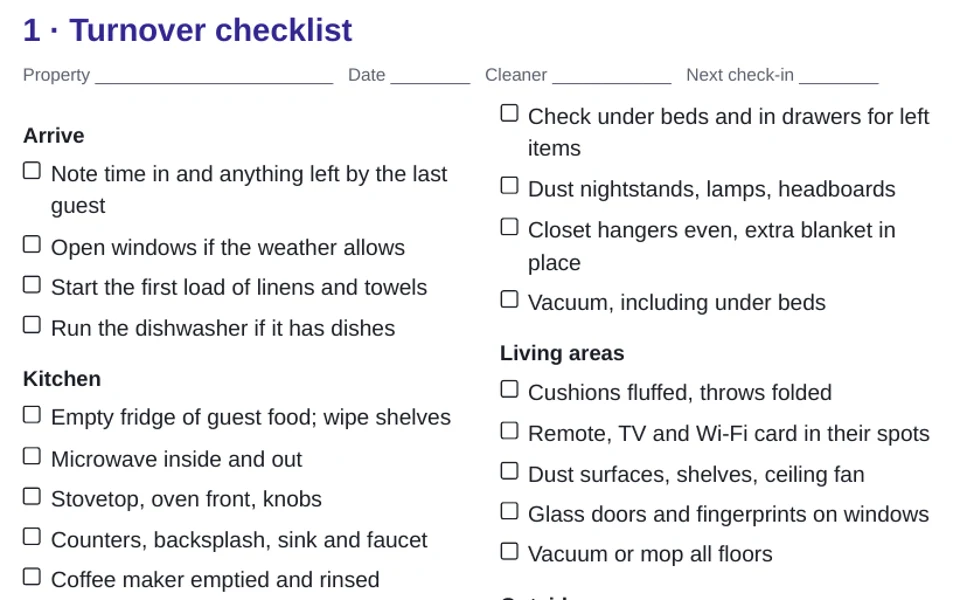 1 · Turnover checklist
Property ________________________ Date ________ Cleaner ____________ Next check-in ________
Arrive
Note time in and anything left by the last
guest
Open windows if the weather allows
Start the first load of linens and towels
Run the dishwasher if it has dishes
Kitchen
Empty fridge of guest food; wipe shelves
Microwave inside and out
Stovetop, oven front, knobs
Counters, backsplash, sink and faucet
Coffee maker emptied and rinsed
Check under beds and in drawers for left
items
Dust nightstands, lamps, headboards
Closet hangers even, extra blanket in
place
Vacuum, including under beds
Living areas
Cushions fluffed, throws folded
Remote, TV and Wi-Fi card in their spots
Dust surfaces, shelves, ceiling fan
Glass doors and fingerprints on windows
Vacuum or mop all floors